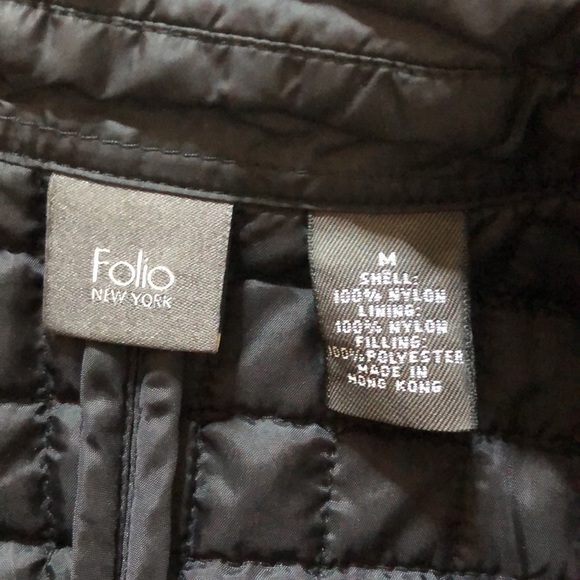 Folio
NEW YORK
M
SHELL:
100% NYLON
LINING:
100% NYLON
FILLING:
100% POLYESTER
MADE IN
HONG KONG